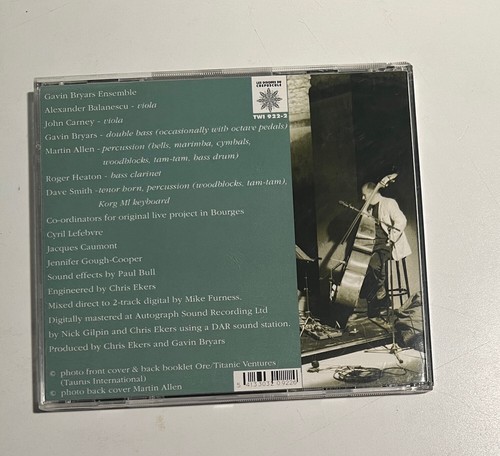 Gavin Bryars Ensemble
Alexander Balanescu - viola
John Carney - viola
Gavin Bryars - double bass (occasionally with octave pedals)
Martin Allen - percussion (bells, marimba, cymbals,
woodblocks, tam-tam, bass drum)
Roger Heaton - bass clarinet
Dave Smith -tenor horn, percussion (woodblocks, tam-tam),
Korg M1 keyboard
Co-ordinators for original live project in Bourges
Cyril Lefebvre
Jacques Caumont
Jennifer Gough-Cooper
Sound effects by Paul Bull
Engineered by Chris Ekers
Mixed direct to 2-track digital by Mike Furness.
Digitally mastered at Autograph Sound Recording Ltd
by Nick Gilpin and Chris Ekers using a DAR sound station.
Produced by Chris Ekers and Gavin Bryars
© photo front cover & back booklet Ore/Titanic Ventures
(Taurus International)
© photo back cover Martin Allen
LES DISQUES DU
CREPUSCULE
TWI 922-2